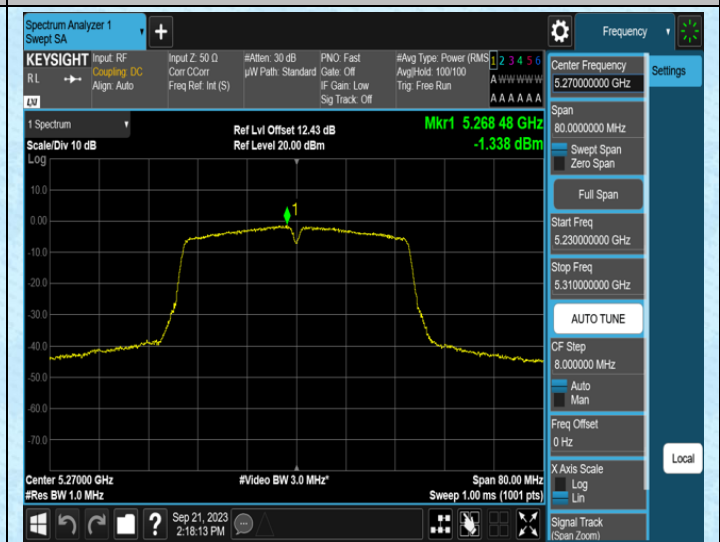 Spectrum Analyzer 1
Swept SA
+
Frequency
KEYSIGHT
Input: RF
Input Z: 50 Ω
#Atten: 30 dB
PNO: Fast
#Avg Type: Power (RMS)
1 2 3 4 5 6
RL
Coupling: DC
Corr CCorr
µW Path: Standard
Gate: Off
Avg|Hold: 100/100
A W W W W W
Align: Auto
Freq Ref: Int (S)
IF Gain: Low
Trig: Free Run
Sig Track: Off
A A A A A A
LXI
1 Spectrum
Scale/Div 10 dB
Ref Lvl Offset 12.43 dB
Ref Level 20.00 dBm
Mkr1 5.268 48 GHz
-1.338 dBm
Log
10.0
0.00
-10.0
-20.0
-30.0
-40.0
-50.0
-60.0
-70.0
1
Center 5.27000 GHz
#Video BW 3.0 MHz*
Span 80.00 MHz
#Res BW 1.0 MHz
Sweep 1.00 ms (1001 pts)
Settings
Center Frequency
5.270000000 GHz
Span
80.0000000 MHz
Swept Span
Zero Span
Full Span
Start Freq
5.230000000 GHz
Stop Freq
5.310000000 GHz
AUTO TUNE
CF Step
8.000000 MHz
Auto
Man
Freq Offset
0 Hz
X Axis Scale
Log
Lin
Signal Track
(Span Zoom)
Local
?
Sep 21, 2023
2:18:13 PM